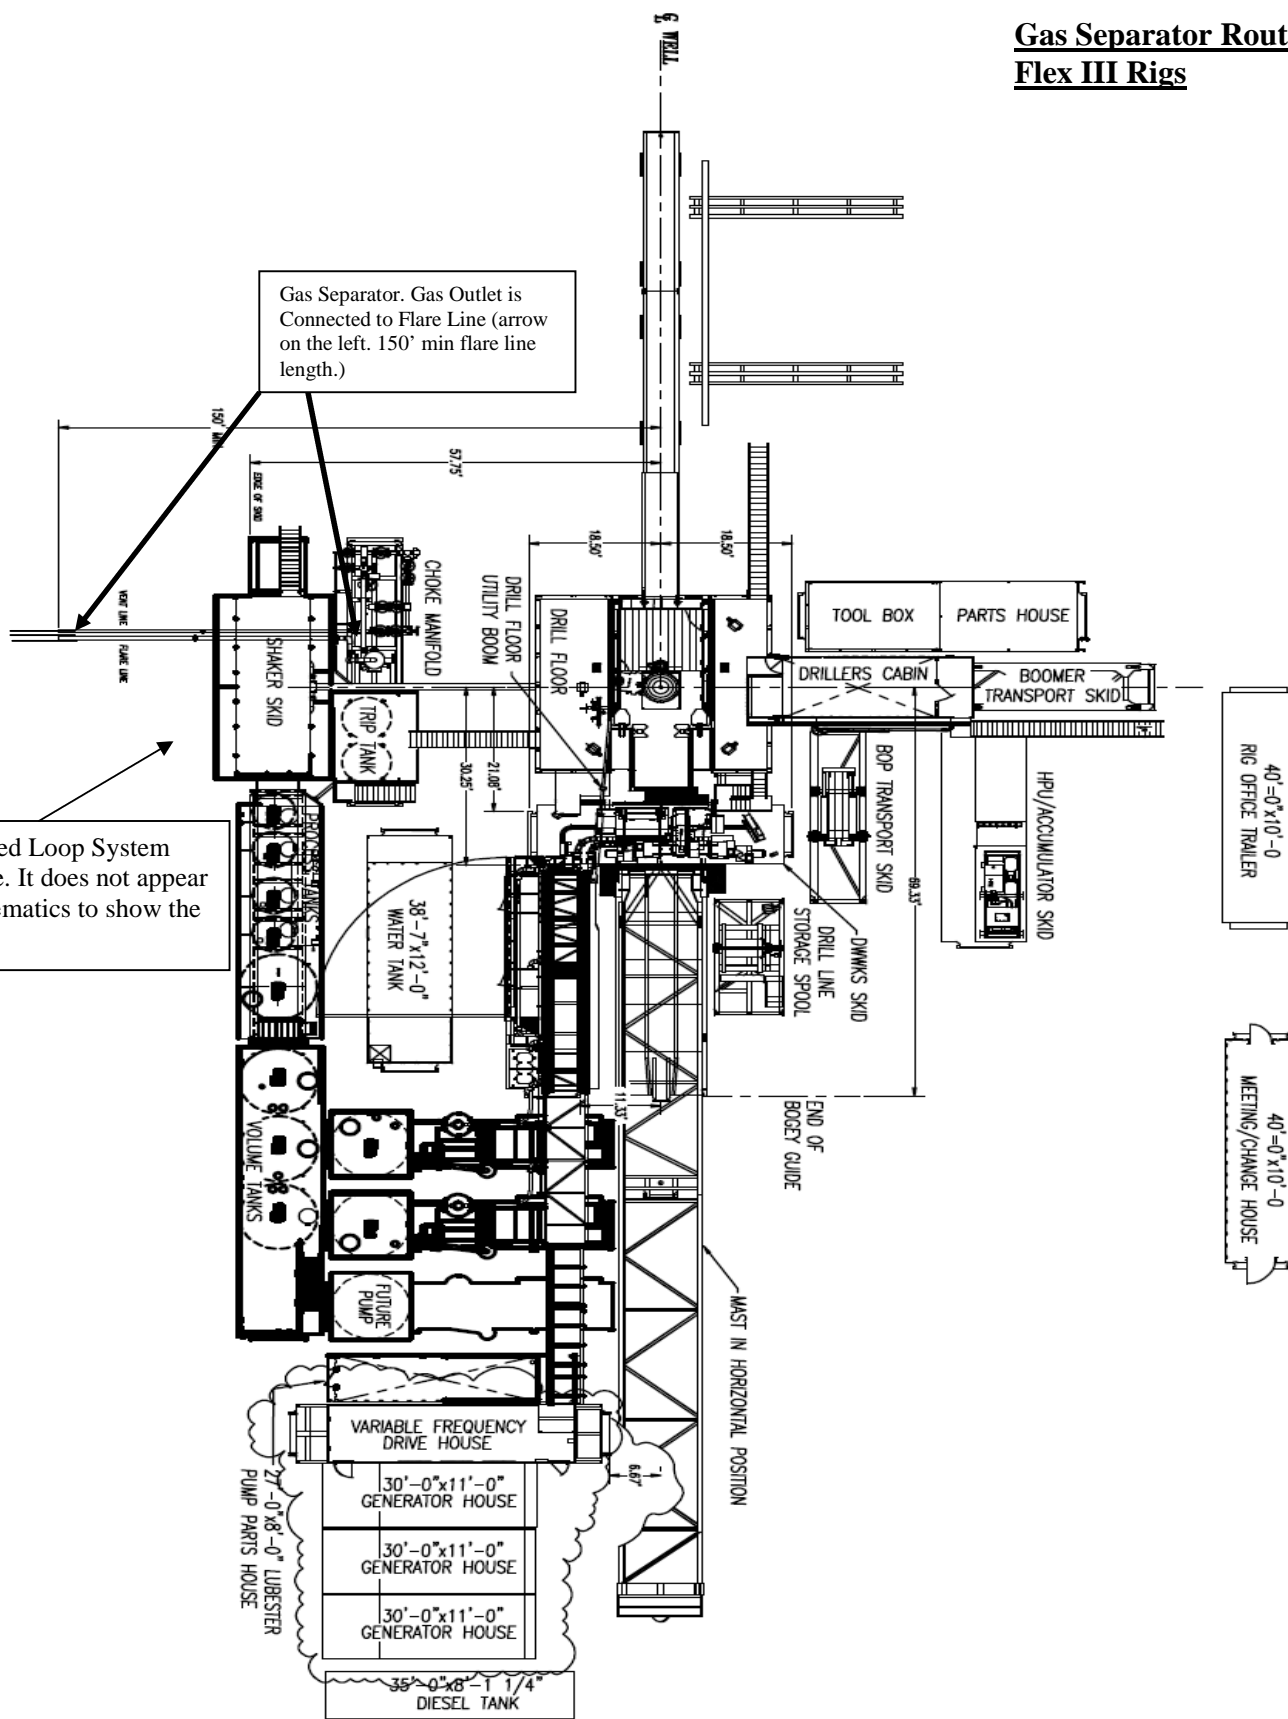 Gas Separator Rout
Flex III Rigs
℄ WELL
Gas Separator. Gas Outlet is
Connected to Flare Line (arrow
on the left. 150’ min flare line
length.)
150' MIN
57.75'
EDGE OF SKID
18.50'
18.50'
VENT LINE
FLARE LINE
CHOKE MANIFOLD
DRILL FLOOR
UTILITY BOOM
DRILL FLOOR
SHAKER SKID
TRIP TANK
TOOL BOX
PARTS HOUSE
DRILLERS CABIN
BOOMER
TRANSPORT SKID
40'=0"x10'-0
RIG OFFICE TRAILER
30.25'
21.08'
BOP TRANSPORT SKID
HPU/ACCUMULATOR SKID
69.33'
ed Loop System
e. It does not appear
ematics to show the
PROCESS TANKS
38'-7"x12'-0"
WATER TANK
DWWKS SKID
DRILL LINE
STORAGE SPOOL
11.33'
END OF
BOGEY GUIDE
40'=0"x10'-0
MEETING/CHANGE HOUSE
VOLUME TANKS
FUTURE
PUMP
MAST IN HORIZONTAL POSITION
VARIABLE FREQUENCY
DRIVE HOUSE
6.67'
27'-0"x8'-0" LUBESTER
PUMP PARTS HOUSE
30'-0"x11'-0"
GENERATOR HOUSE
30'-0"x11'-0"
GENERATOR HOUSE
30'-0"x11'-0"
GENERATOR HOUSE
35'-0"x8'-1 1/4"
DIESEL TANK